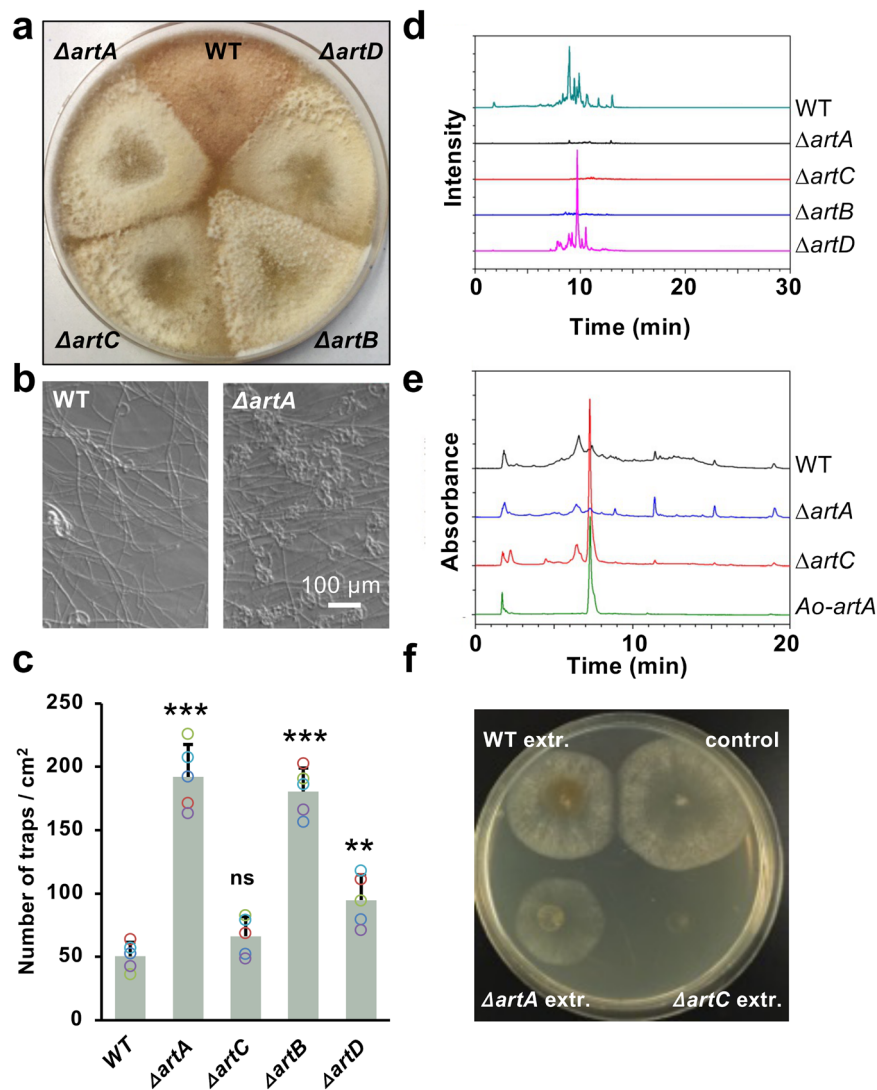 a
ΔartA
WT
ΔartD
ΔartC
ΔartB
b
WT
ΔartA
100 µm
c
Number of traps / cm²
250
200
150
100
50
0
***
ns
***
**
WT
ΔartA
ΔartC
ΔartB
ΔartD
d
Intensity
WT
ΔartA
ΔartC
ΔartB
ΔartD
0 10 20 30
Time (min)
e
Absorbance
WT
ΔartA
ΔartC
Ao-artA
0 10 20
Time (min)
f
WT extr.
control
ΔartA extr.
ΔartC extr.